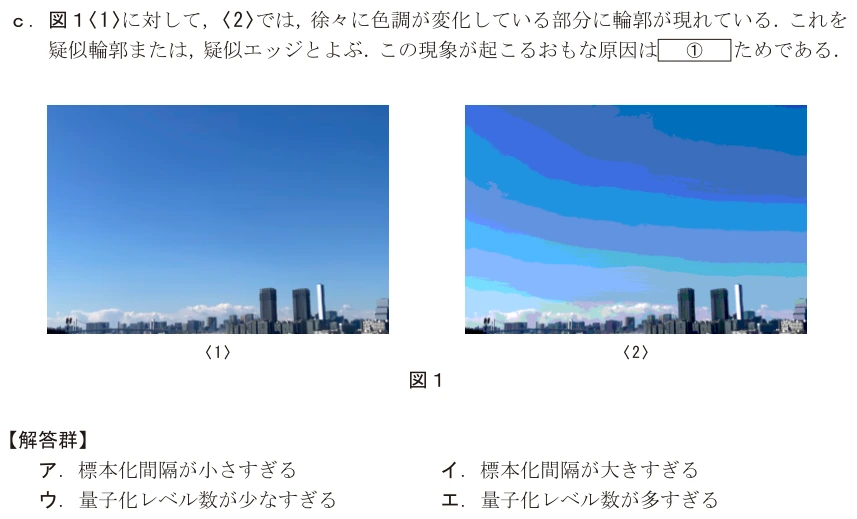 c．図1〈1〉に対して，〈2〉では，徐々に色調が変化している部分に輪郭が現れている．これを
疑似輪郭または，疑似エッジとよぶ．この現象が起こるおもな原因は ① ためである．
〈1〉 〈2〉
図1
【解答群】
ア．標本化間隔が小さすぎる イ．標本化間隔が大きすぎる
ウ．量子化レベル数が少なすぎる エ．量子化レベル数が多すぎる